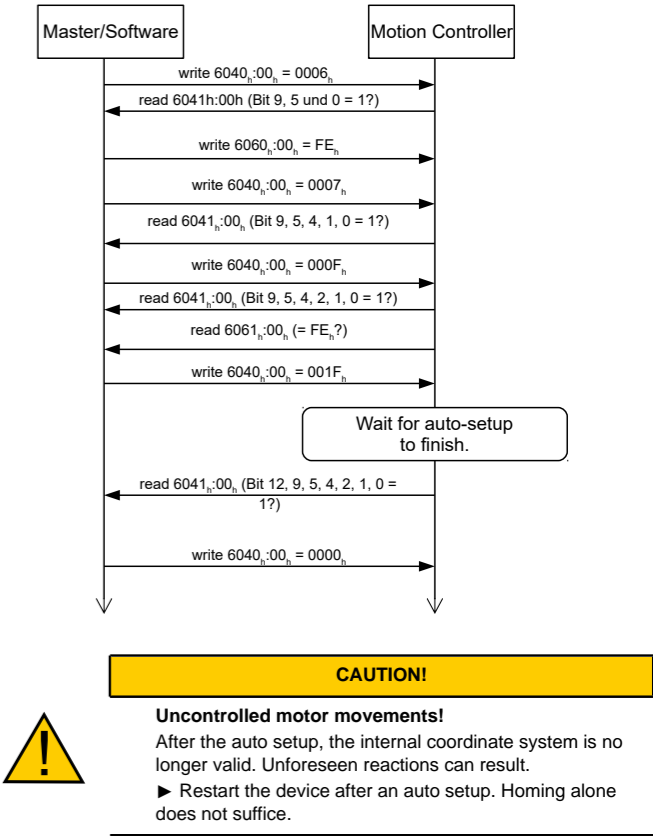 Master/Software Motion Controller
write 6040h:00h = 0006h
read 6041h:00h (Bit 9, 5 und 0 = 1?)
write 6060h:00h = FEh
write 6040h:00h = 0007h
read 6041h:00h (Bit 9, 5, 4, 1, 0 = 1?)
write 6040h:00h = 000Fh
read 6041h:00h (Bit 9, 5, 4, 2, 1, 0 = 1?)
read 6061h:00h (= FEh?)
write 6040h:00h = 001Fh
Wait for auto-setup
to finish.
read 6041h:00h (Bit 12, 9, 5, 4, 2, 1, 0 =
1?)
write 6040h:00h = 0000h
CAUTION!
!
Uncontrolled motor movements!
After the auto setup, the internal coordinate system is no
longer valid. Unforeseen reactions can result.
► Restart the device after an auto setup. Homing alone
does not suffice.